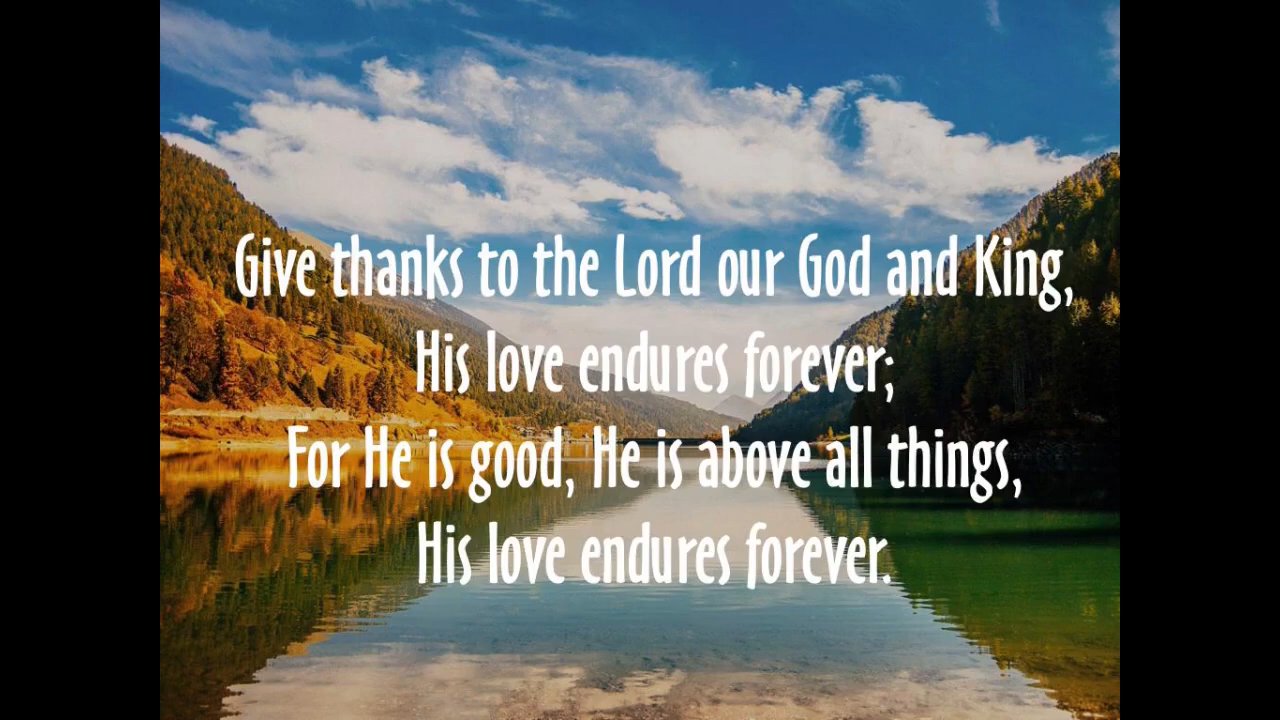 Give thanks to the Lord our God and King,
His love endures forever;
For He is good, He is above all things,
His love endures forever.